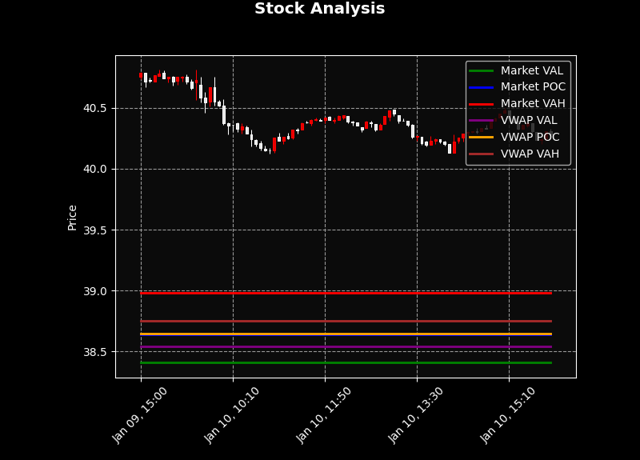 Stock Analysis
Market VAL
Market POC
Market VAH
VWAP VAL
VWAP POC
VWAP VAH
Price
40.5
40.0
39.5
39.0
38.5
Jan 09, 15:00
Jan 10, 10:10
Jan 10, 11:50
Jan 10, 13:30
Jan 10, 15:10